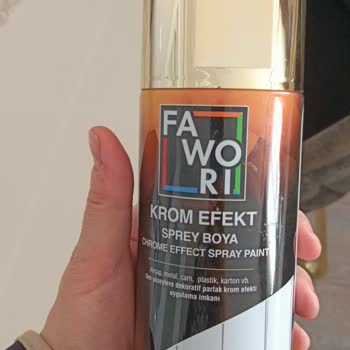 FA
WO
RI
KROM EFEKT
SPREY BOYA
CHROME EFFECT SPRAY PAINT
Ahşap, metal, cam, plastik, karton vb.
tüm yüzeylere dekoratif parlak krom efekti
uygulama imkanı